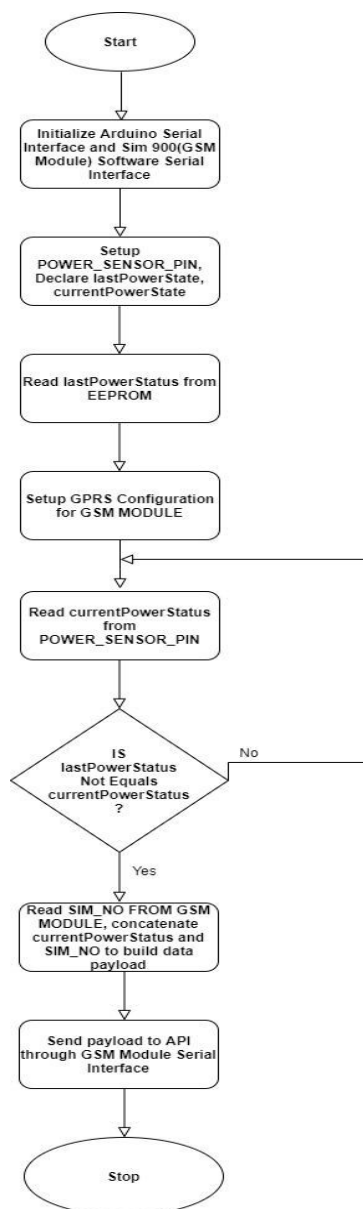 Start
Initialize Arduino Serial
Interface and Sim 900(GSM
Module) Software Serial
Interface
Setup
POWER_SENSOR_PIN,
Declare lastPowerState,
currentPowerState
Read lastPowerStatus from
EEPROM
Setup GPRS Configuration
for GSM MODULE
Read currentPowerStatus
from
POWER_SENSOR_PIN
IS
lastPowerStatus
Not Equals
currentPowerStatus
?
No
Yes
Read SIM_NO FROM GSM
MODULE, concatenate
currentPowerStatus and
SIM_NO to build data
payload
Send payload to API
through GSM Module Serial
Interface
Stop